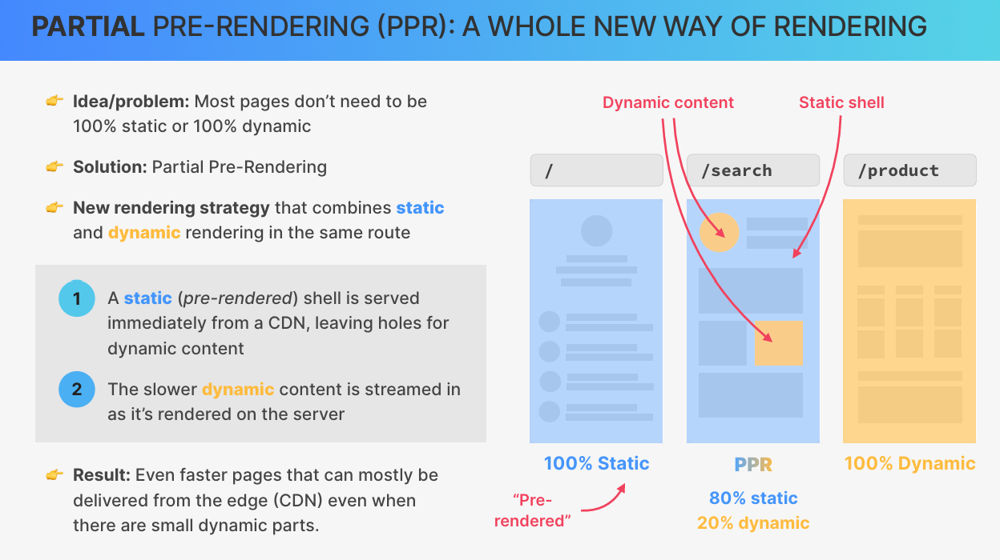 PARTIAL PRE-RENDERING (PPR): A WHOLE NEW WAY OF RENDERING
Idea/problem: Most pages don’t need to be
100% static or 100% dynamic
Solution: Partial Pre-Rendering
New rendering strategy that combines static
and dynamic rendering in the same route
1
A static (pre-rendered) shell is served
immediately from a CDN, leaving holes for
dynamic content
2
The slower dynamic content is streamed in
as it’s rendered on the server
Result: Even faster pages that can mostly be
delivered from the edge (CDN) even when
there are small dynamic parts.
Dynamic content
Static shell
/
/search
/product
100% Static
PPR
100% Dynamic
“Pre-
rendered”
80% static
20% dynamic